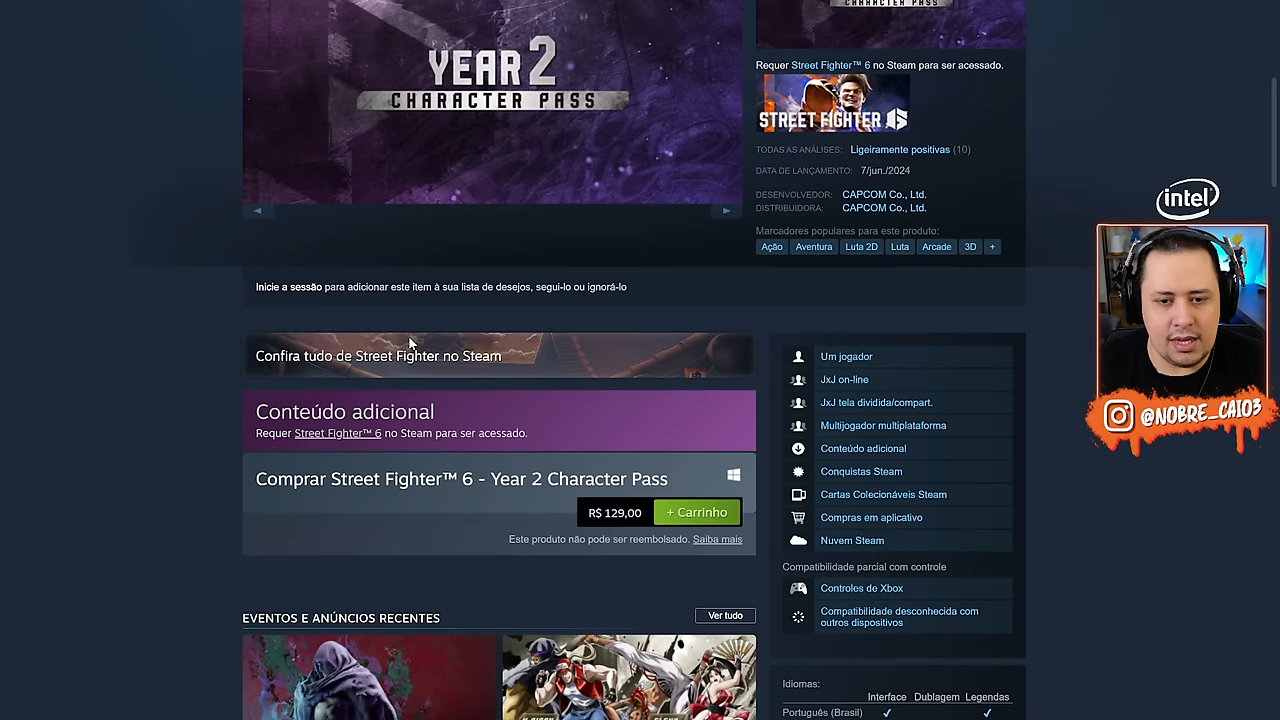 YEAR 2
CHARACTER PASS
CHARACTER PASS
Requer Street Fighter™ 6 no Steam para ser acessado.
STREET FIGHTER 6
TODAS AS ANÁLISES: Ligeiramente positivas (10)
DATA DE LANÇAMENTO: 7/jun./2024
DESENVOLVEDOR: CAPCOM Co., Ltd.
DISTRIBUIDORA: CAPCOM Co., Ltd.
Marcadores populares para este produto:
Ação Aventura Luta 2D Luta Arcade 3D +
Inicie a sessão para adicionar este item à sua lista de desejos, segui-lo ou ignorá-lo
Confira tudo de Street Fighter no Steam
Conteúdo adicional
Requer Street Fighter™ 6 no Steam para ser acessado.
Comprar Street Fighter™ 6 - Year 2 Character Pass
R$ 129,00 + Carrinho
Este produto não pode ser reembolsado. Saiba mais
EVENTOS E ANÚNCIOS RECENTES Ver tudo
Um jogador
JxJ on-line
JxJ tela dividida/compart.
Multijogador multiplataforma
Conteúdo adicional
Conquistas Steam
Cartas Colecionáveis Steam
Compras em aplicativo
Nuvem Steam
Compatibilidade parcial com controle
Controles de Xbox
Compatibilidade desconhecida com
outros dispositivos
Idiomas:
Interface Dublagem Legendas
Português (Brasil) ✓ ✓
intel
@NOBRE_CAIO3